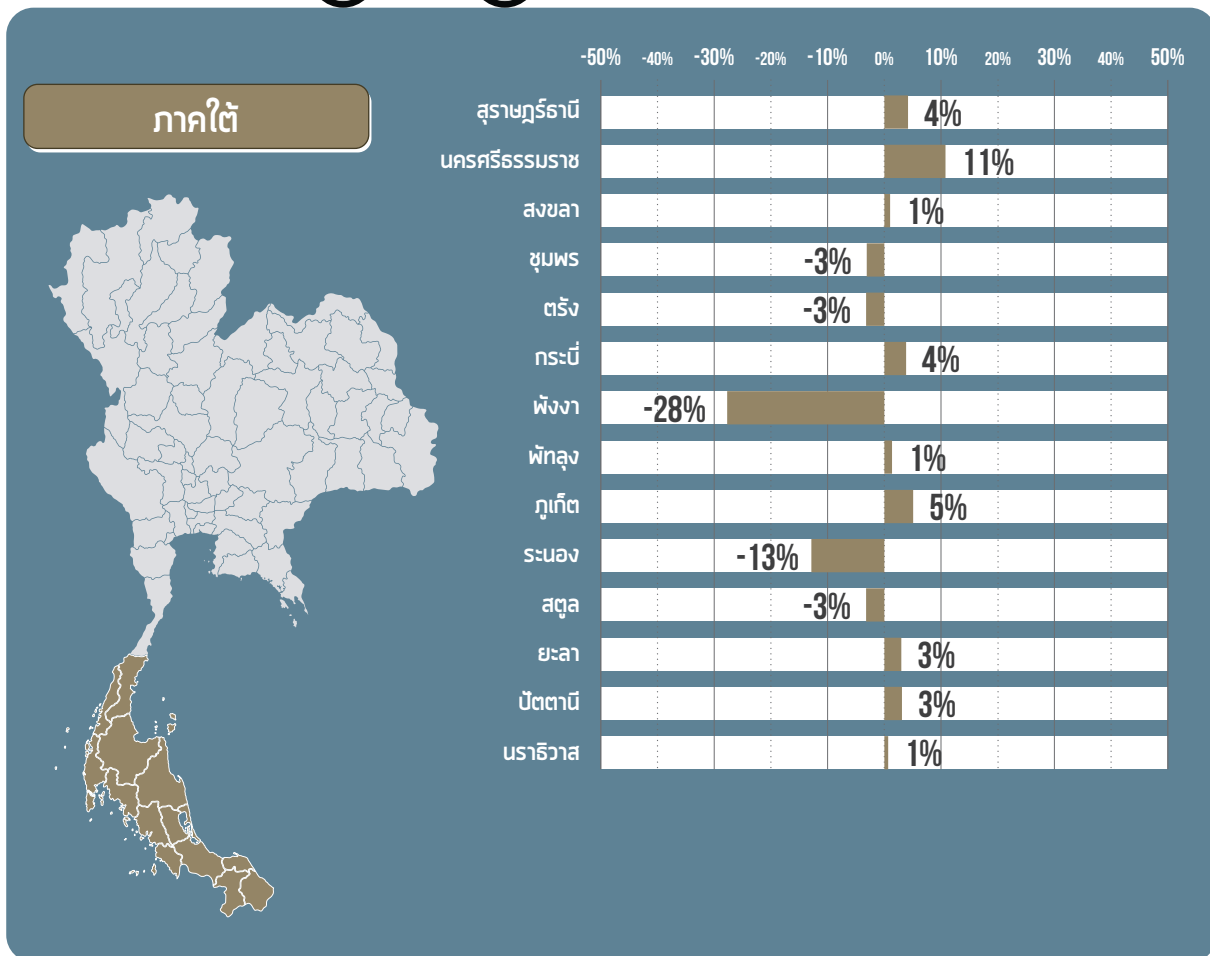 -50% -40% -30% -20% -10% 0% 10% 20% 30% 40% 50%
ภาคใต้
สุราษฎร์ธานี 4%
นครศรีธรรมราช 11%
สงขลา 1%
ชุมพร -3%
ตรัง -3%
กระบี่ 4%
พังงา -28%
พัทลุง 1%
ภูเก็ต 5%
ระนอง -13%
สตูล -3%
ยะลา 3%
ปัตตานี 3%
นราธิวาส 1%